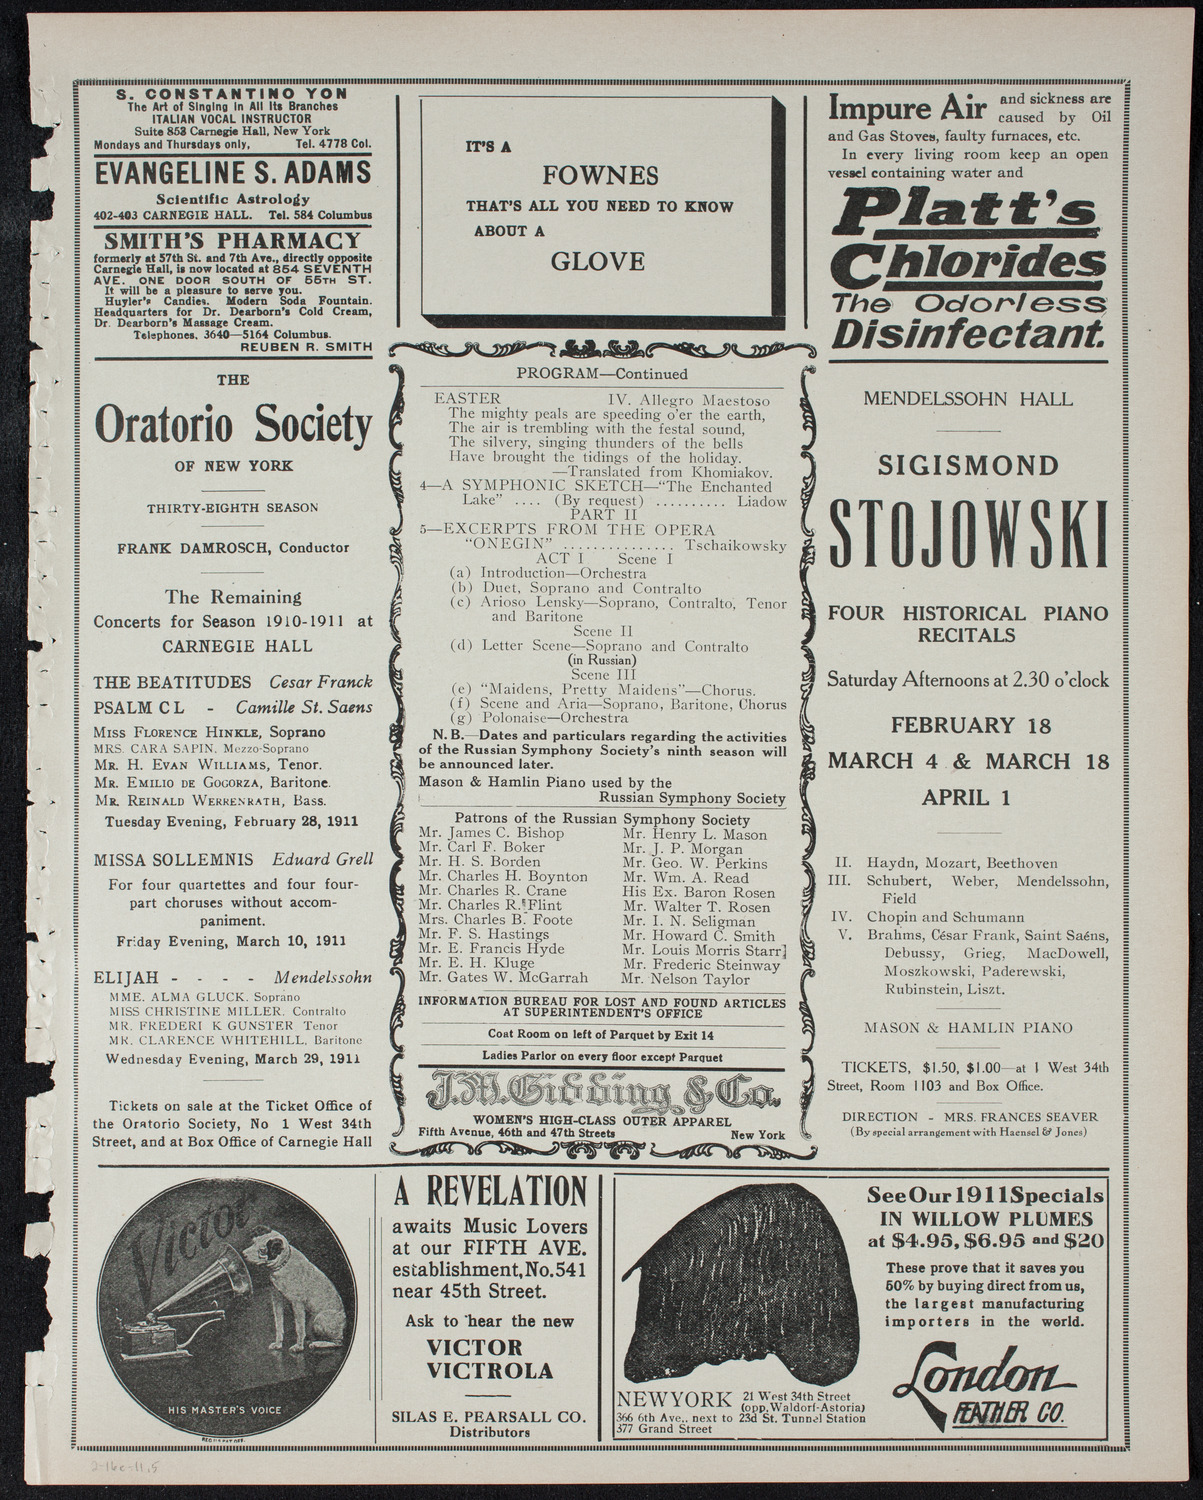 S. CONSTANTINO YON
The Art of Singing in All Its Branches
ITALIAN VOCAL INSTRUCTOR
Suite 853 Carnegie Hall, New York
Mondays and Thursdays only, Tel. 4778 Col.
EVANGELINE S. ADAMS
Scientific Astrology
402-403 CARNEGIE HALL. Tel. 584 Columbus
SMITH'S PHARMACY
formerly at 57th St. and 7th Ave., directly opposite
Carnegie Hall, is now located at 854 SEVENTH
AVE. ONE DOOR SOUTH OF 55TH ST.
It will be a pleasure to serve you.
Huyler's Candies. Modern Soda Fountain.
Headquarters for Dr. Dearborn's Cold Cream,
Dr. Dearborn's Massage Cream.
Telephones, 3640—5164 Columbus.
REUBEN R. SMITH
THE
Oratorio Society
OF NEW YORK
THIRTY-EIGHTH SEASON
FRANK DAMROSCH, Conductor
The Remaining
Concerts for Season 1910-1911 at
CARNEGIE HALL
THE BEATITUDES Cesar Franck
PSALM CL - Camille St. Saens
MISS FLORENCE HINKLE, Soprano
MRS. CARA SAPIN, Mezzo-Soprano
MR. H. EVAN WILLIAMS, Tenor.
MR. EMILIO DE GOGORZA, Baritone.
MR. REINALD WERRENRATH, Bass.
Tuesday Evening, February 28, 1911
MISSA SOLLEMNIS Eduard Grell
For four quartettes and four four-
part choruses without accom-
paniment.
Friday Evening, March 10, 1911
ELIJAH - - - - Mendelssohn
MME. ALMA GLUCK, Soprano
MISS CHRISTINE MILLER, Contralto
MR. FREDERI K GUNSTER Tenor
MR. CLARENCE WHITEHILL, Baritone
Wednesday Evening, March 29, 1911
Tickets on sale at the Ticket Office of
the Oratorio Society, No 1 West 34th
Street, and at Box Office of Carnegie Hall
IT'S A
FOWNES
THAT'S ALL YOU NEED TO KNOW
ABOUT A
GLOVE
PROGRAM—Continued
EASTER IV. Allegro Maestoso
The mighty peals are speeding o'er the earth,
The air is trembling with the festal sound,
The silvery, singing thunders of the bells
Have brought the tidings of the holiday.
—Translated from Khomiakov.
4—A SYMPHONIC SKETCH—"The Enchanted
Lake" .... (By request) .......... Liadow
PART II
5—EXCERPTS FROM THE OPERA
"ONEGIN" ............... Tschaikowsky
ACT I Scene I
(a) Introduction—Orchestra
(b) Duet, Soprano and Contralto
(c) Arioso Lensky—Soprano, Contralto, Tenor
and Baritone
Scene II
(d) Letter Scene—Soprano and Contralto
(in Russian)
Scene III
(e) "Maidens, Pretty Maidens"—Chorus.
(f) Scene and Aria—Soprano, Baritone, Chorus
(g) Polonaise—Orchestra
N. B.—Dates and particulars regarding the activities
of the Russian Symphony Society's ninth season will
be announced later.
Mason & Hamlin Piano used by the
Russian Symphony Society
Patrons of the Russian Symphony Society
Mr. James C. Bishop
Mr. Carl F. Boker
Mr. H. S. Borden
Mr. Charles H. Boynton
Mr. Charles R. Crane
Mr. Charles R. Flint
Mrs. Charles B. Foote
Mr. F. S. Hastings
Mr. E. Francis Hyde
Mr. E. H. Kluge
Mr. Gates W. McGarrah
Mr. Henry L. Mason
Mr. J. P. Morgan
Mr. Geo. W. Perkins
Mr. Wm. A. Read
His Ex. Baron Rosen
Mr. Walter T. Rosen
Mr. I. N. Seligman
Mr. Howard C. Smith
Mr. Louis Morris Starr]
Mr. Frederic Steinway
Mr. Nelson Taylor
INFORMATION BUREAU FOR LOST AND FOUND ARTICLES
AT SUPERINTENDENT'S OFFICE
Coat Room on left of Parquet by Exit 14
Ladies Parlor on every floor except Parquet
J.M. Gidding & Co.
WOMEN'S HIGH-CLASS OUTER APPAREL
Fifth Avenue, 46th and 47th Streets New York
Impure Air and sickness are
caused by Oil
and Gas Stoves, faulty furnaces, etc.
In every living room keep an open
vessel containing water and
Platt's
Chlorides
The Odorless
Disinfectant.
MENDELSSOHN HALL
SIGISMOND
STOJOWSKI
FOUR HISTORICAL PIANO
RECITALS
Saturday Afternoons at 2.30 o'clock
FEBRUARY 18
MARCH 4 & MARCH 18
APRIL 1
II. Haydn, Mozart, Beethoven
III. Schubert, Weber, Mendelssohn,
Field
IV. Chopin and Schumann
V. Brahms, César Frank, Saint Saéns,
Debussy, Grieg, MacDowell,
Moszkowski, Paderewski,
Rubinstein, Liszt.
MASON & HAMLIN PIANO
TICKETS, $1.50, $1.00—at 1 West 34th
Street, Room 1103 and Box Office.
DIRECTION - MRS. FRANCES SEAVER
(By special arrangement with Haensel & Jones)
Victor
HIS MASTER'S VOICE
REG. U.S. PAT. OFF.
A REVELATION
awaits Music Lovers
at our FIFTH AVE.
establishment, No. 541
near 45th Street.
Ask to hear the new
VICTOR
VICTROLA
SILAS E. PEARSALL CO.
Distributors
See Our 1911 Specials
IN WILLOW PLUMES
at $4.95, $6.95 and $20
These prove that it saves you
50% by buying direct from us,
the largest manufacturing
importers in the world.
London
FEATHER CO.
NEW YORK 21 West 34th Street
(opp. Waldorf-Astoria)
366 6th Ave., next to 23d St. Tunnel Station
377 Grand Street
2-16c-11.5